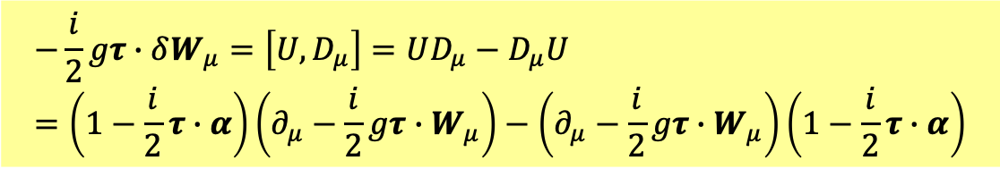 −i/2 g𝝉 · δ𝑾_μ = [U, D_μ] = UD_μ − D_μU
= (1 − i/2 𝝉 · 𝜶)(∂_μ − i/2 g𝝉 · 𝑾_μ) − (∂_μ − i/2 g𝝉 · 𝑾_μ)(1 − i/2 𝝉 · 𝜶)